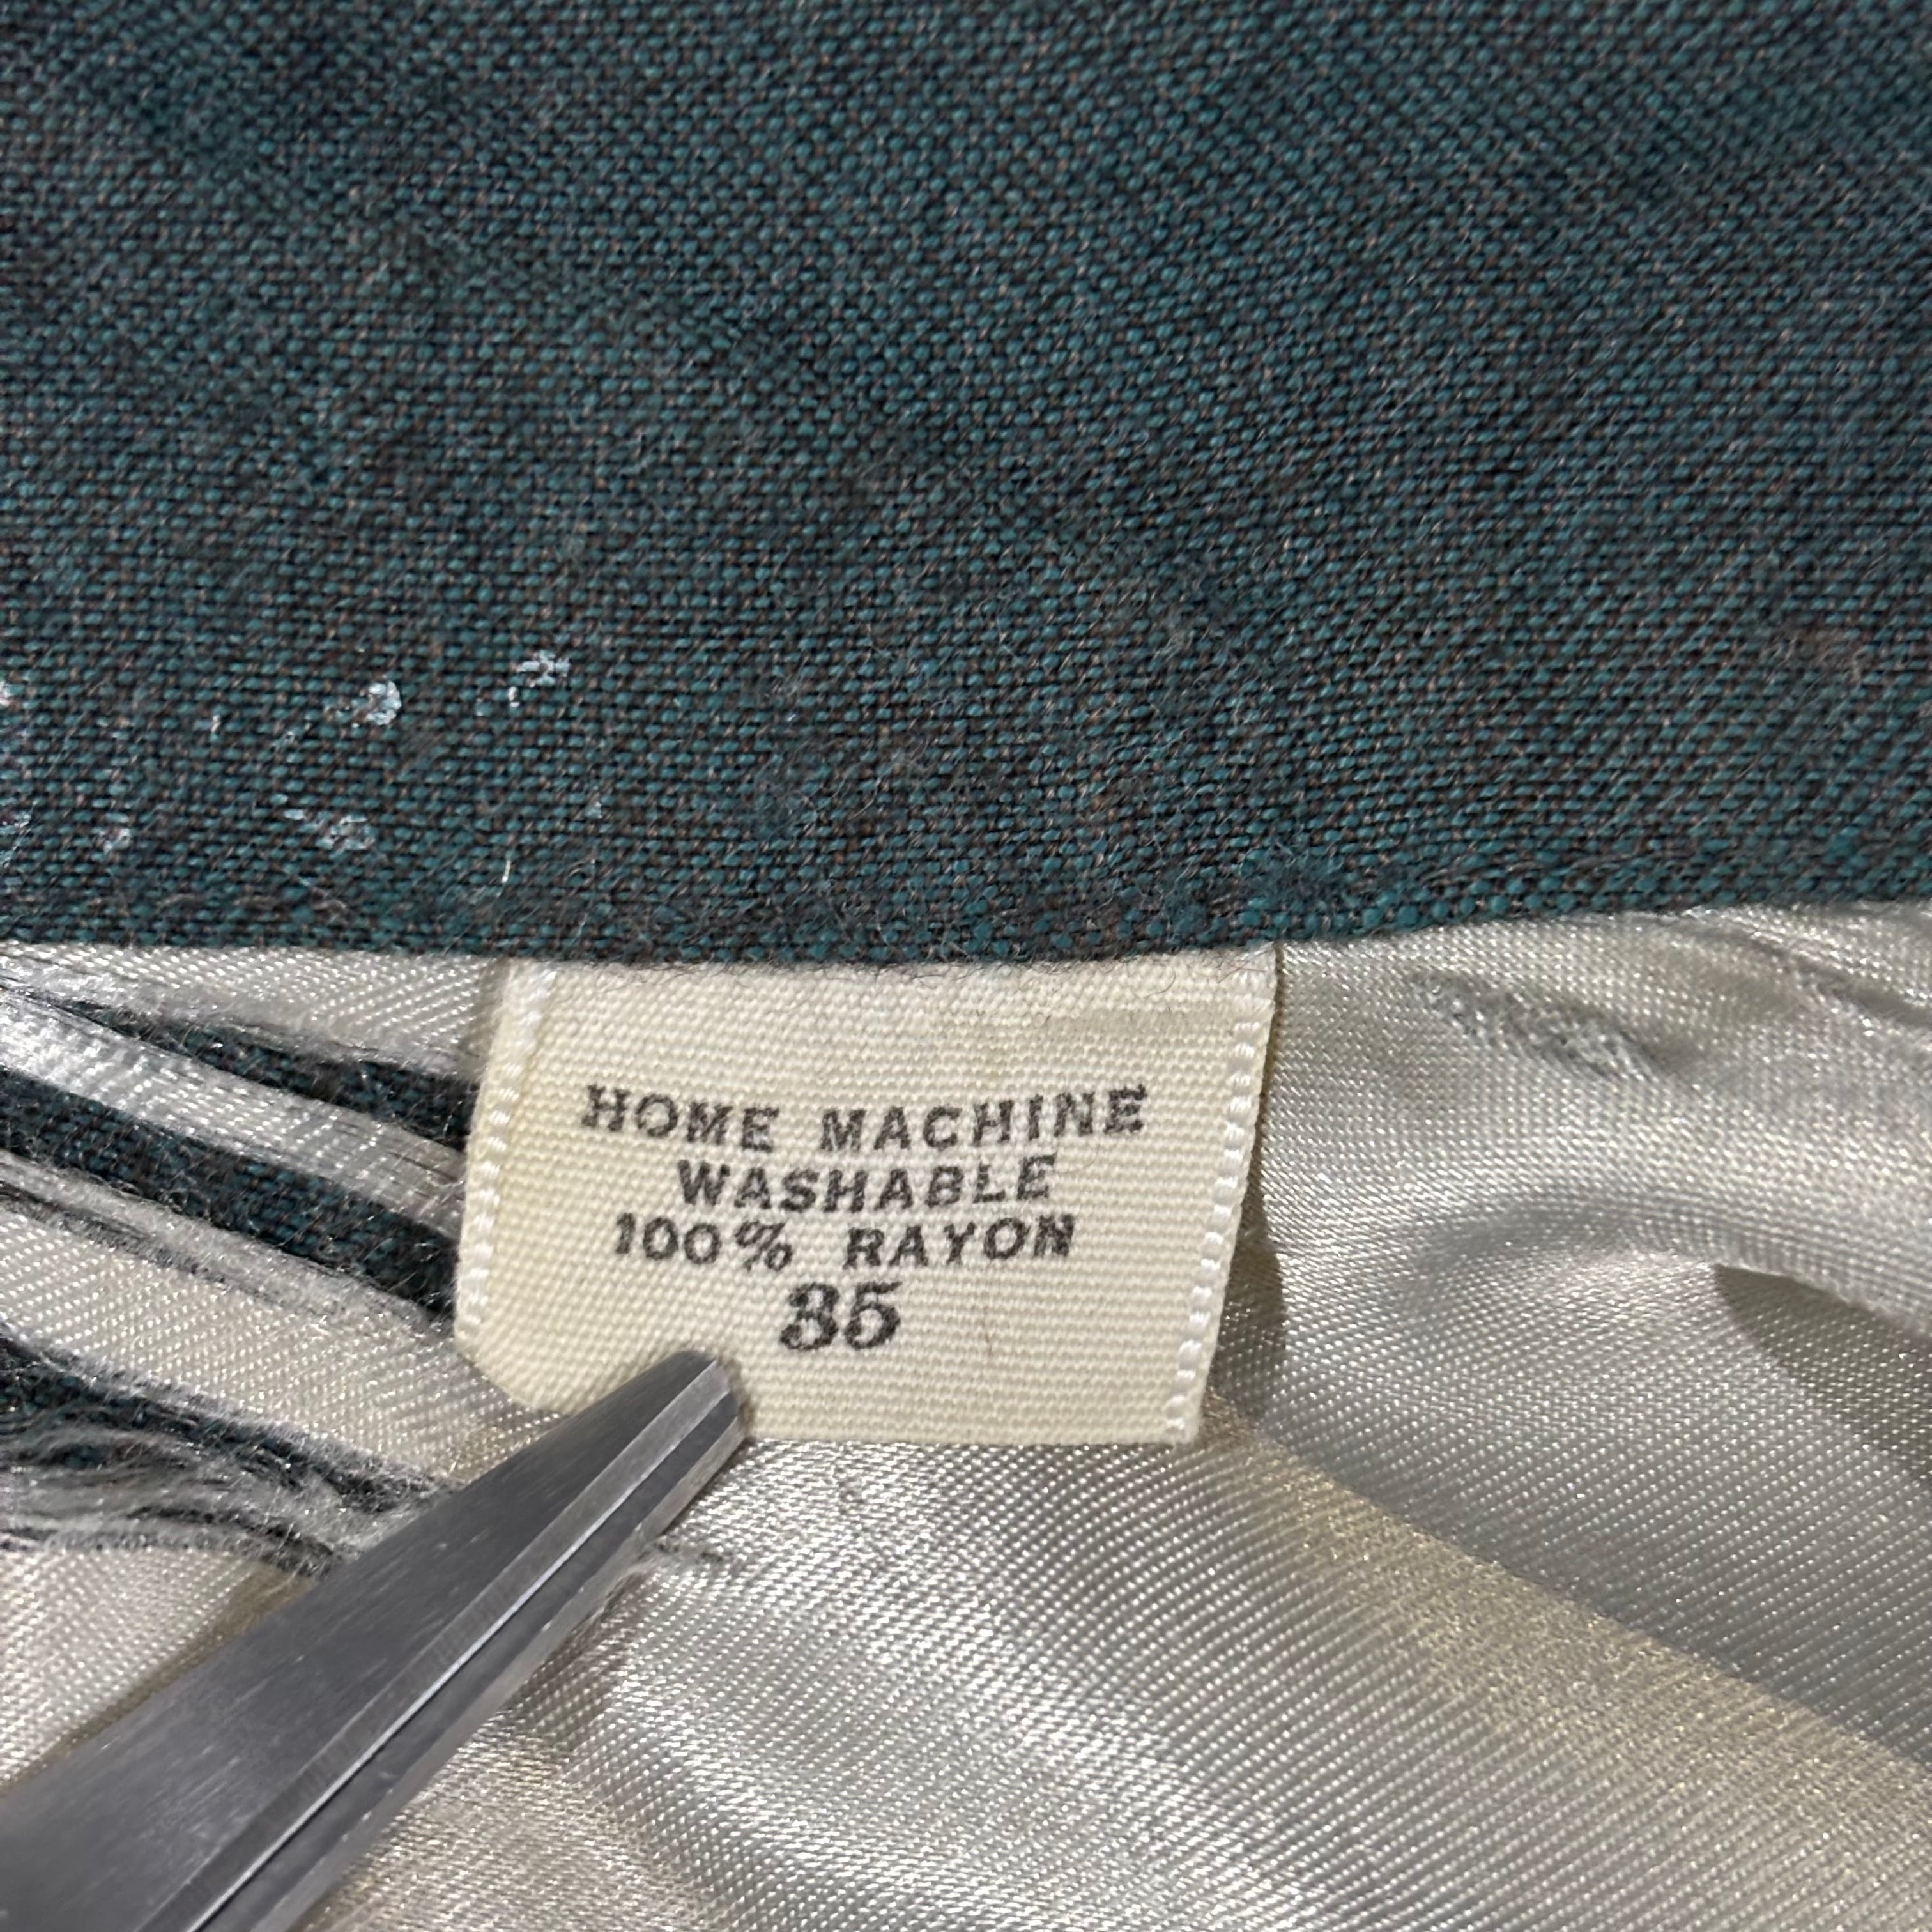 HOME MACHINE
WASHABLE
100% RAYON
35